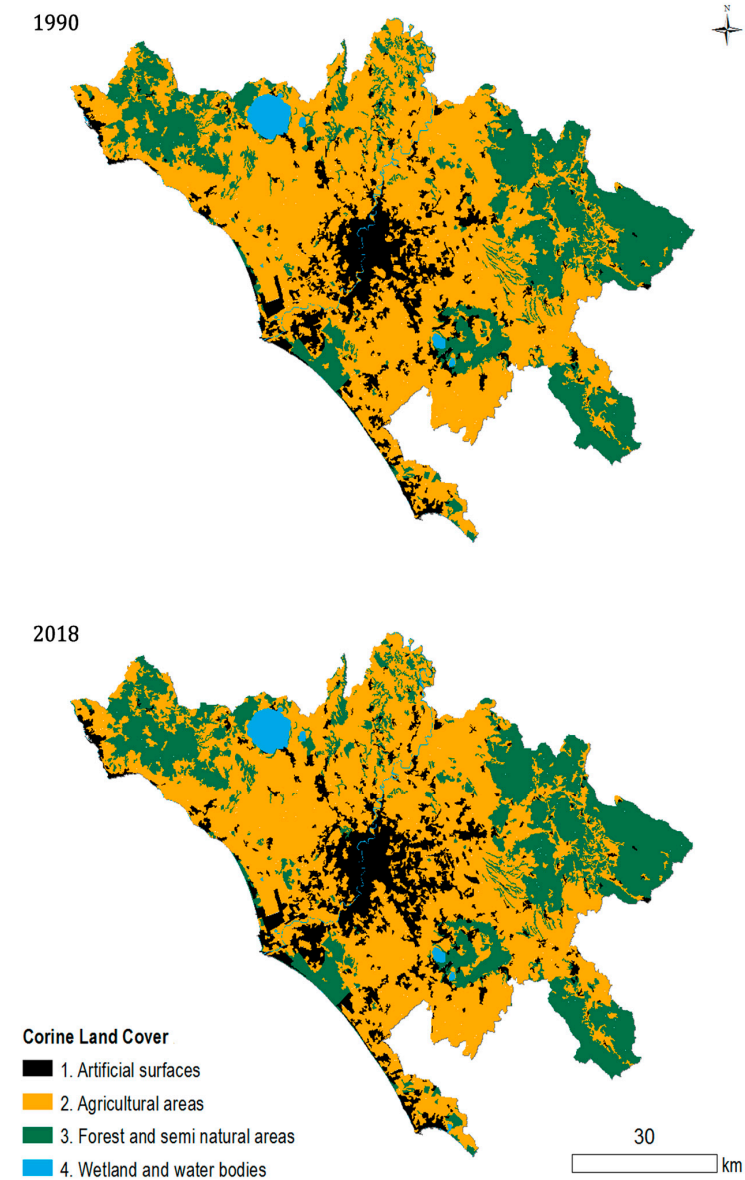 1990
N
2018
Corine Land Cover
1. Artificial surfaces
2. Agricultural areas
3. Forest and semi natural areas
4. Wetland and water bodies
30
km